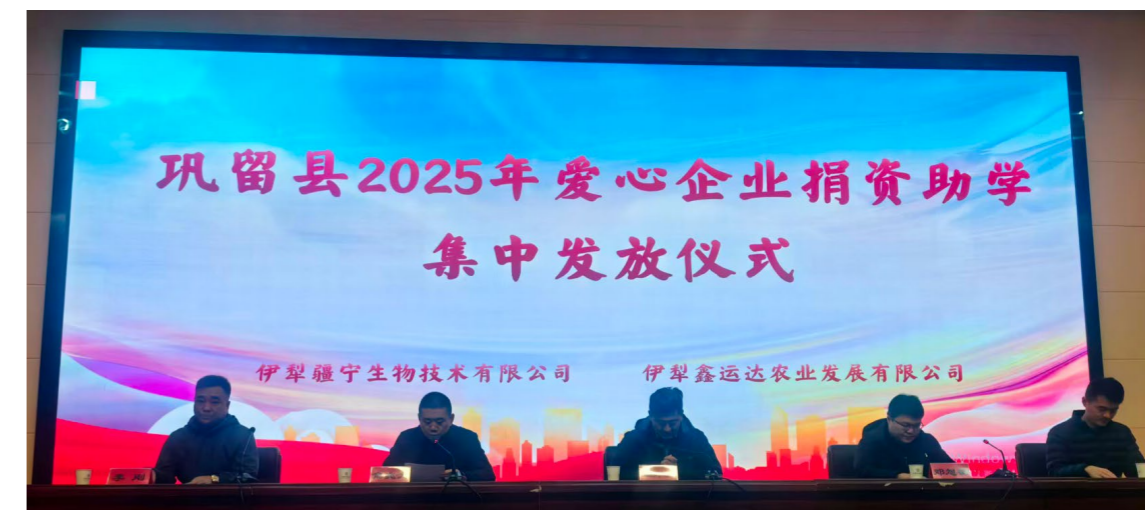 巩留县2025年爱心企业捐资助学
集中发放仪式
伊犁疆宁生物技术有限公司 伊犁鑫运达农业发展有限公司